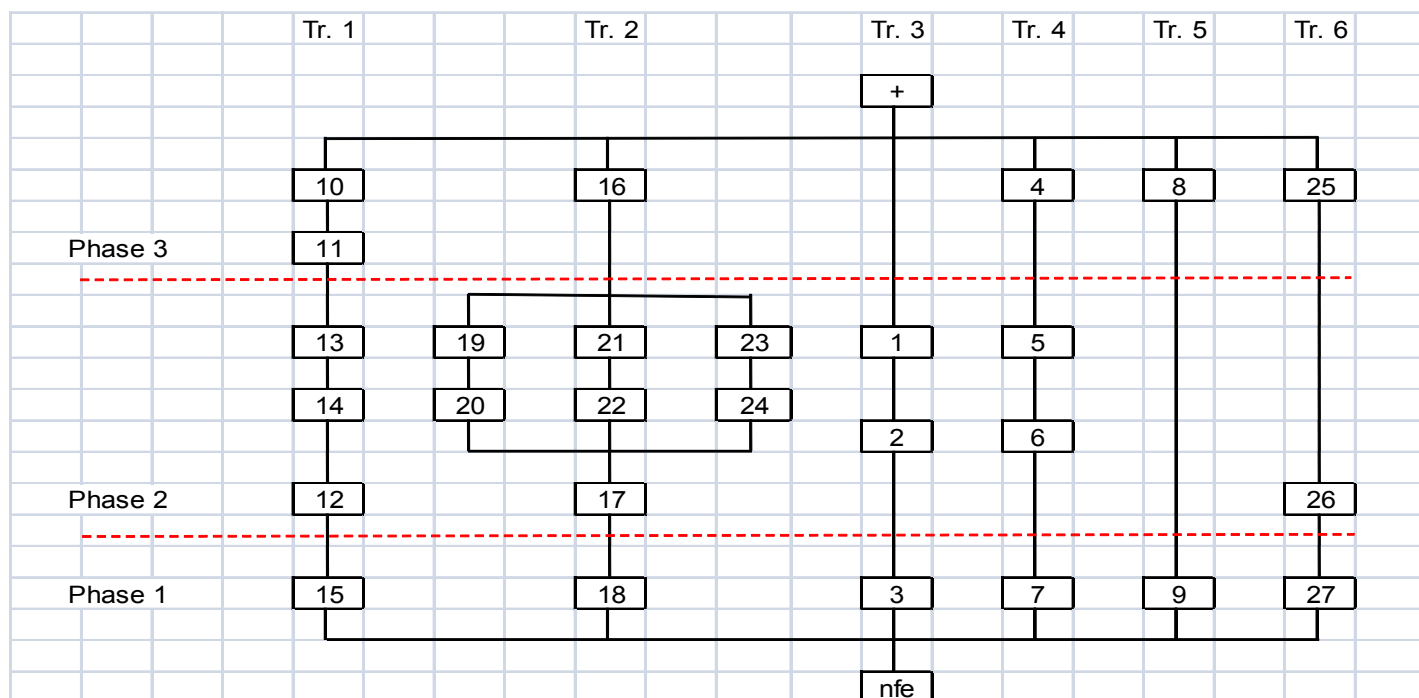 Tr. 1 Tr. 2 Tr. 3 Tr. 4 Tr. 5 Tr. 6
+
10 16 4 8 25
Phase 3 11
13 19 21 23 1 5
14 20 22 24
2 6
Phase 2 12 17 26
Phase 1 15 18 3 7 9 27
nfe